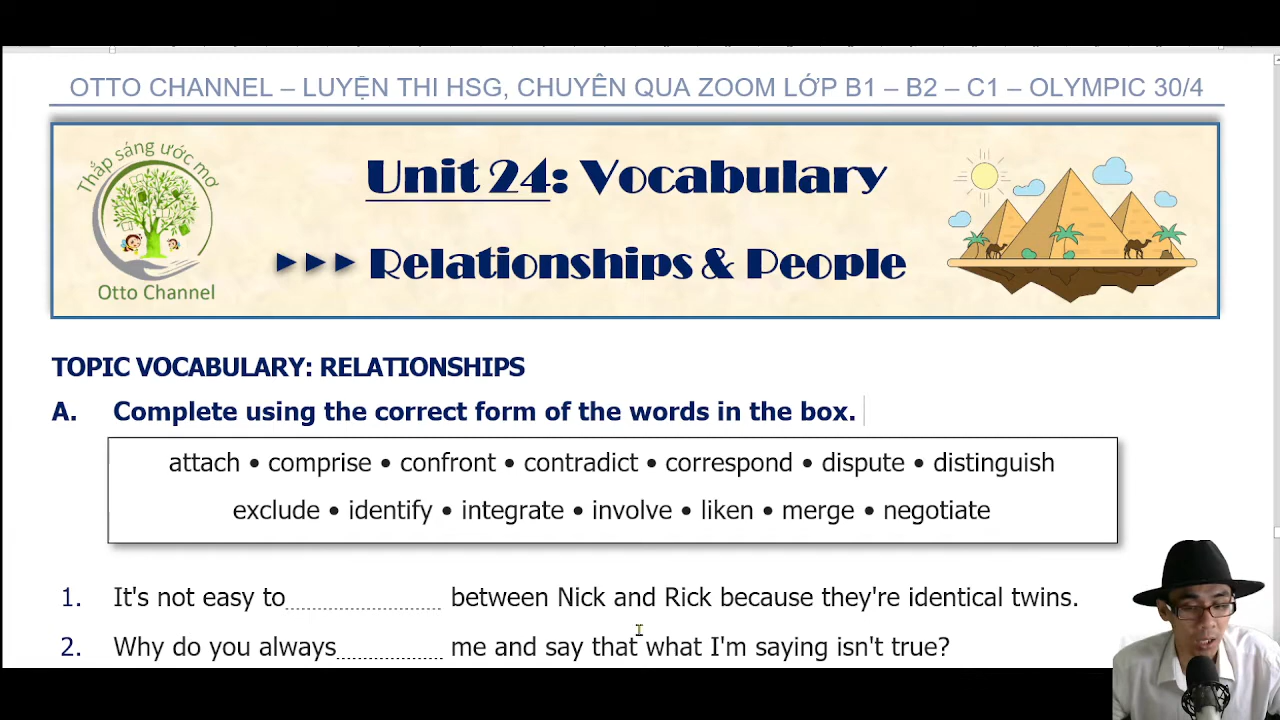 OTTO CHANNEL – LUYỆN THI HSG, CHUYÊN QUA ZOOM LỚP B1 – B2 – C1 – OLYMPIC 30/4
Thắp sáng ước mơ
Otto Channel
Unit 24: Vocabulary
►►► Relationships & People
TOPIC VOCABULARY: RELATIONSHIPS
A. Complete using the correct form of the words in the box.
attach • comprise • confront • contradict • correspond • dispute • distinguish
exclude • identify • integrate • involve • liken • merge • negotiate
1. It's not easy to.................... between Nick and Rick because they're identical twins.
2. Why do you always.............. me and say that what I'm saying isn't true?